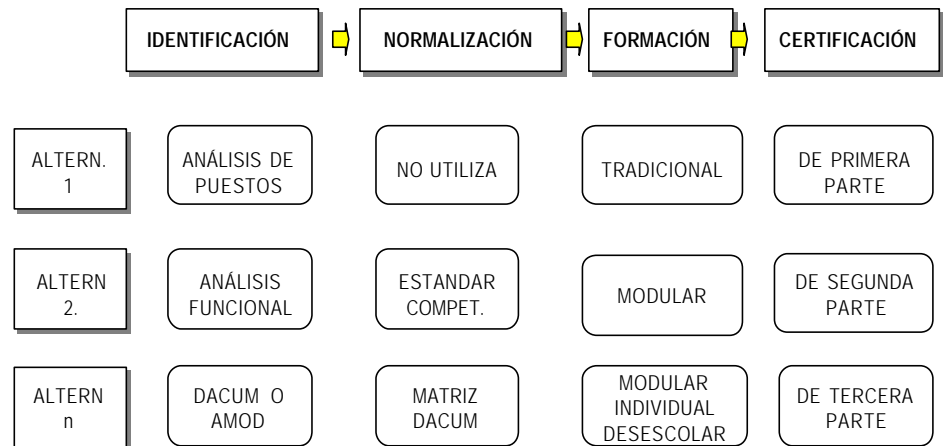 IDENTIFICACIÓN
NORMALIZACIÓN
FORMACIÓN
CERTIFICACIÓN
ALTERN.
1
ANÁLISIS DE
PUESTOS
NO UTILIZA
TRADICIONAL
DE PRIMERA
PARTE
ALTERN
2.
ANÁLISIS
FUNCIONAL
ESTANDAR
COMPET.
MODULAR
DE SEGUNDA
PARTE
ALTERN
n
DACUM O
AMOD
MATRIZ
DACUM
MODULAR
INDIVIDUAL
DESESCOLAR
DE TERCERA
PARTE